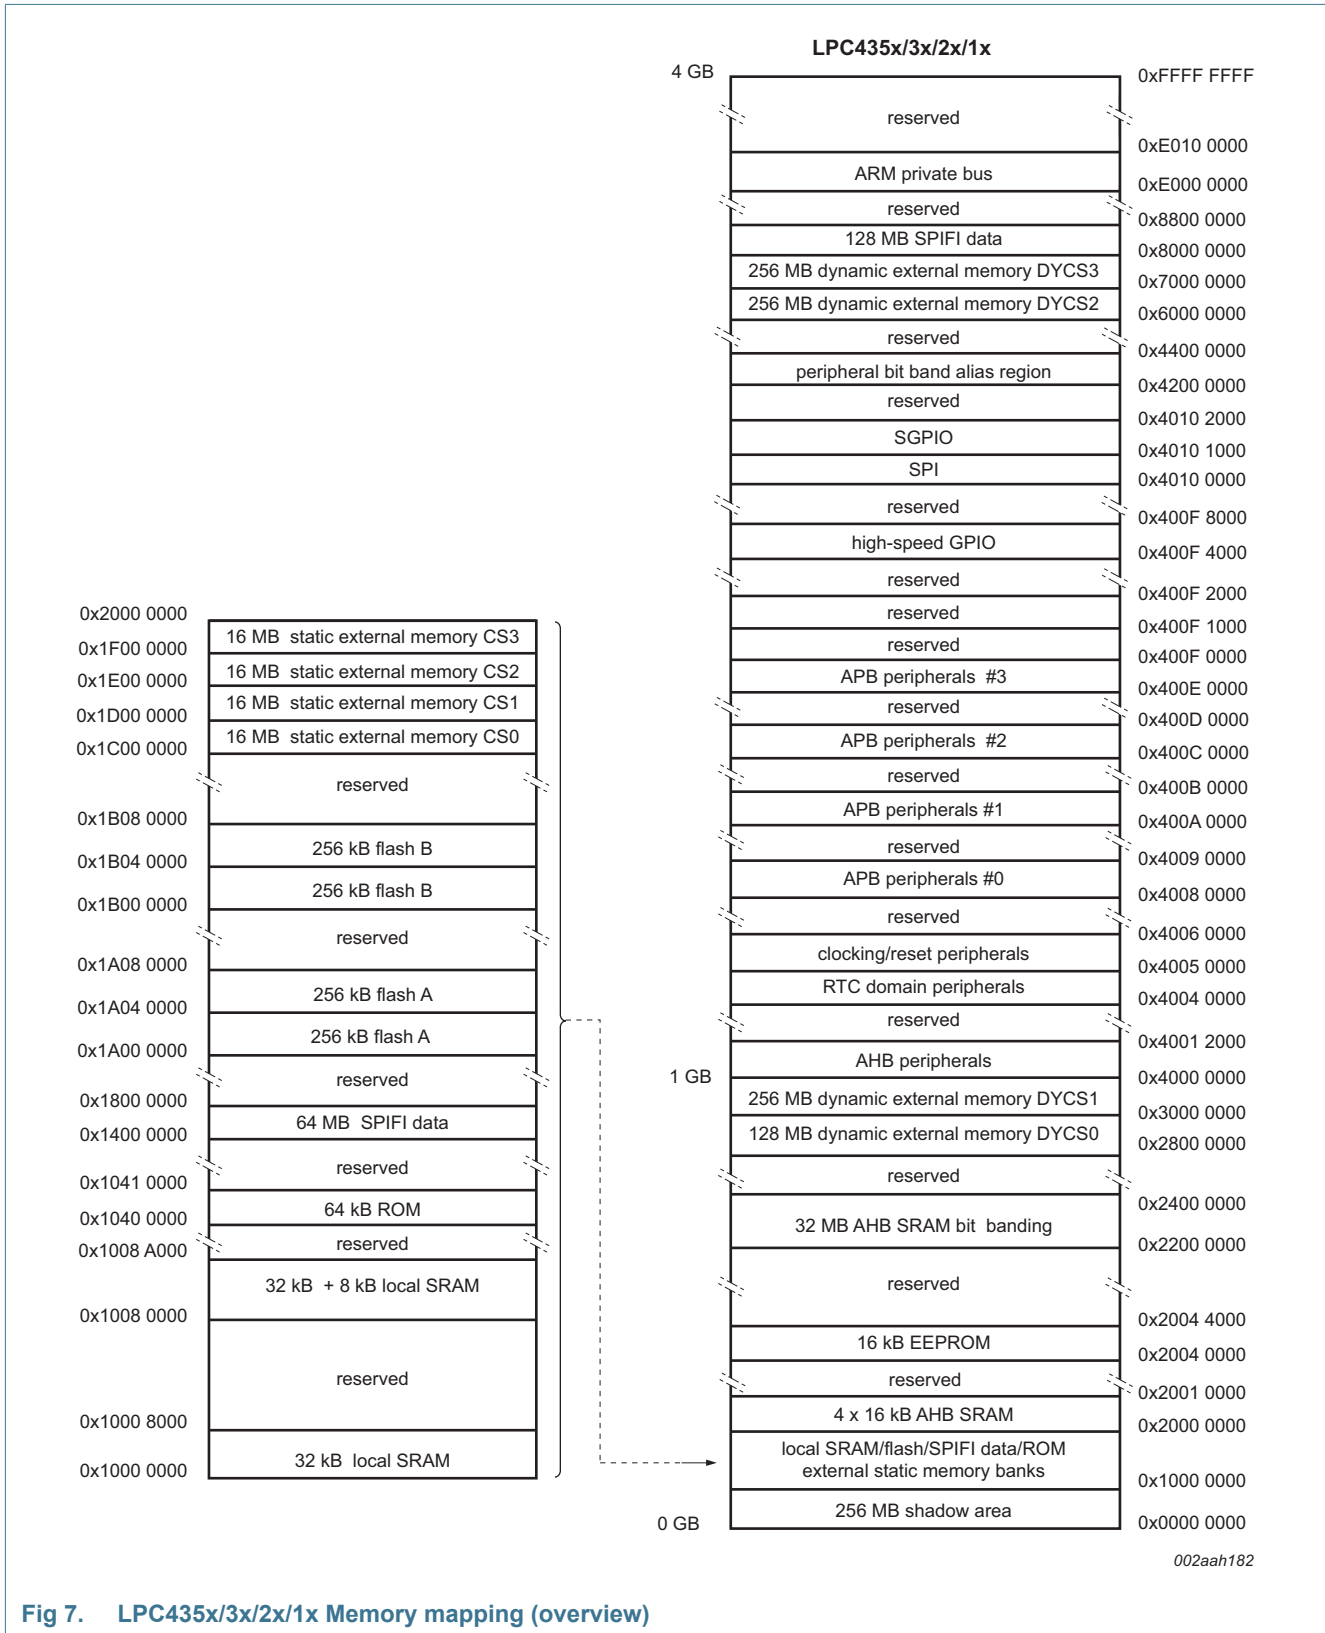 LPC435x/3x/2x/1x
4 GB
0xFFFF FFFF
reserved
0xE010 0000
ARM private bus
0xE000 0000
reserved
0x8800 0000
128 MB SPIFI data
0x8000 0000
256 MB dynamic external memory DYCS3
0x7000 0000
256 MB dynamic external memory DYCS2
0x6000 0000
reserved
0x4400 0000
peripheral bit band alias region
0x4200 0000
reserved
0x4010 2000
SGPIO
0x4010 1000
SPI
0x4010 0000
reserved
0x400F 8000
high-speed GPIO
0x400F 4000
reserved
0x400F 2000
reserved
0x400F 1000
reserved
0x400F 0000
APB peripherals #3
0x400E 0000
reserved
0x400D 0000
APB peripherals #2
0x400C 0000
reserved
0x400B 0000
APB peripherals #1
0x400A 0000
reserved
0x4009 0000
APB peripherals #0
0x4008 0000
reserved
0x4006 0000
clocking/reset peripherals
0x4005 0000
RTC domain peripherals
0x4004 0000
reserved
0x4001 2000
AHB peripherals
1 GB
0x4000 0000
256 MB dynamic external memory DYCS1
0x3000 0000
128 MB dynamic external memory DYCS0
0x2800 0000
reserved
0x2400 0000
32 MB AHB SRAM bit banding
0x2200 0000
reserved
0x2004 4000
16 kB EEPROM
0x2004 0000
reserved
0x2001 0000
4 x 16 kB AHB SRAM
0x2000 0000
local SRAM/flash/SPIFI data/ROM
external static memory banks
0x1000 0000
256 MB shadow area
0 GB
0x0000 0000
0x2000 0000
16 MB static external memory CS3
0x1F00 0000
16 MB static external memory CS2
0x1E00 0000
16 MB static external memory CS1
0x1D00 0000
16 MB static external memory CS0
0x1C00 0000
reserved
0x1B08 0000
256 kB flash B
0x1B04 0000
256 kB flash B
0x1B00 0000
reserved
0x1A08 0000
256 kB flash A
0x1A04 0000
256 kB flash A
0x1A00 0000
reserved
0x1800 0000
64 MB SPIFI data
0x1400 0000
reserved
0x1041 0000
64 kB ROM
0x1040 0000
reserved
0x1008 A000
32 kB + 8 kB local SRAM
0x1008 0000
reserved
0x1000 8000
32 kB local SRAM
0x1000 0000
002aah182
Fig 7. LPC435x/3x/2x/1x Memory mapping (overview)